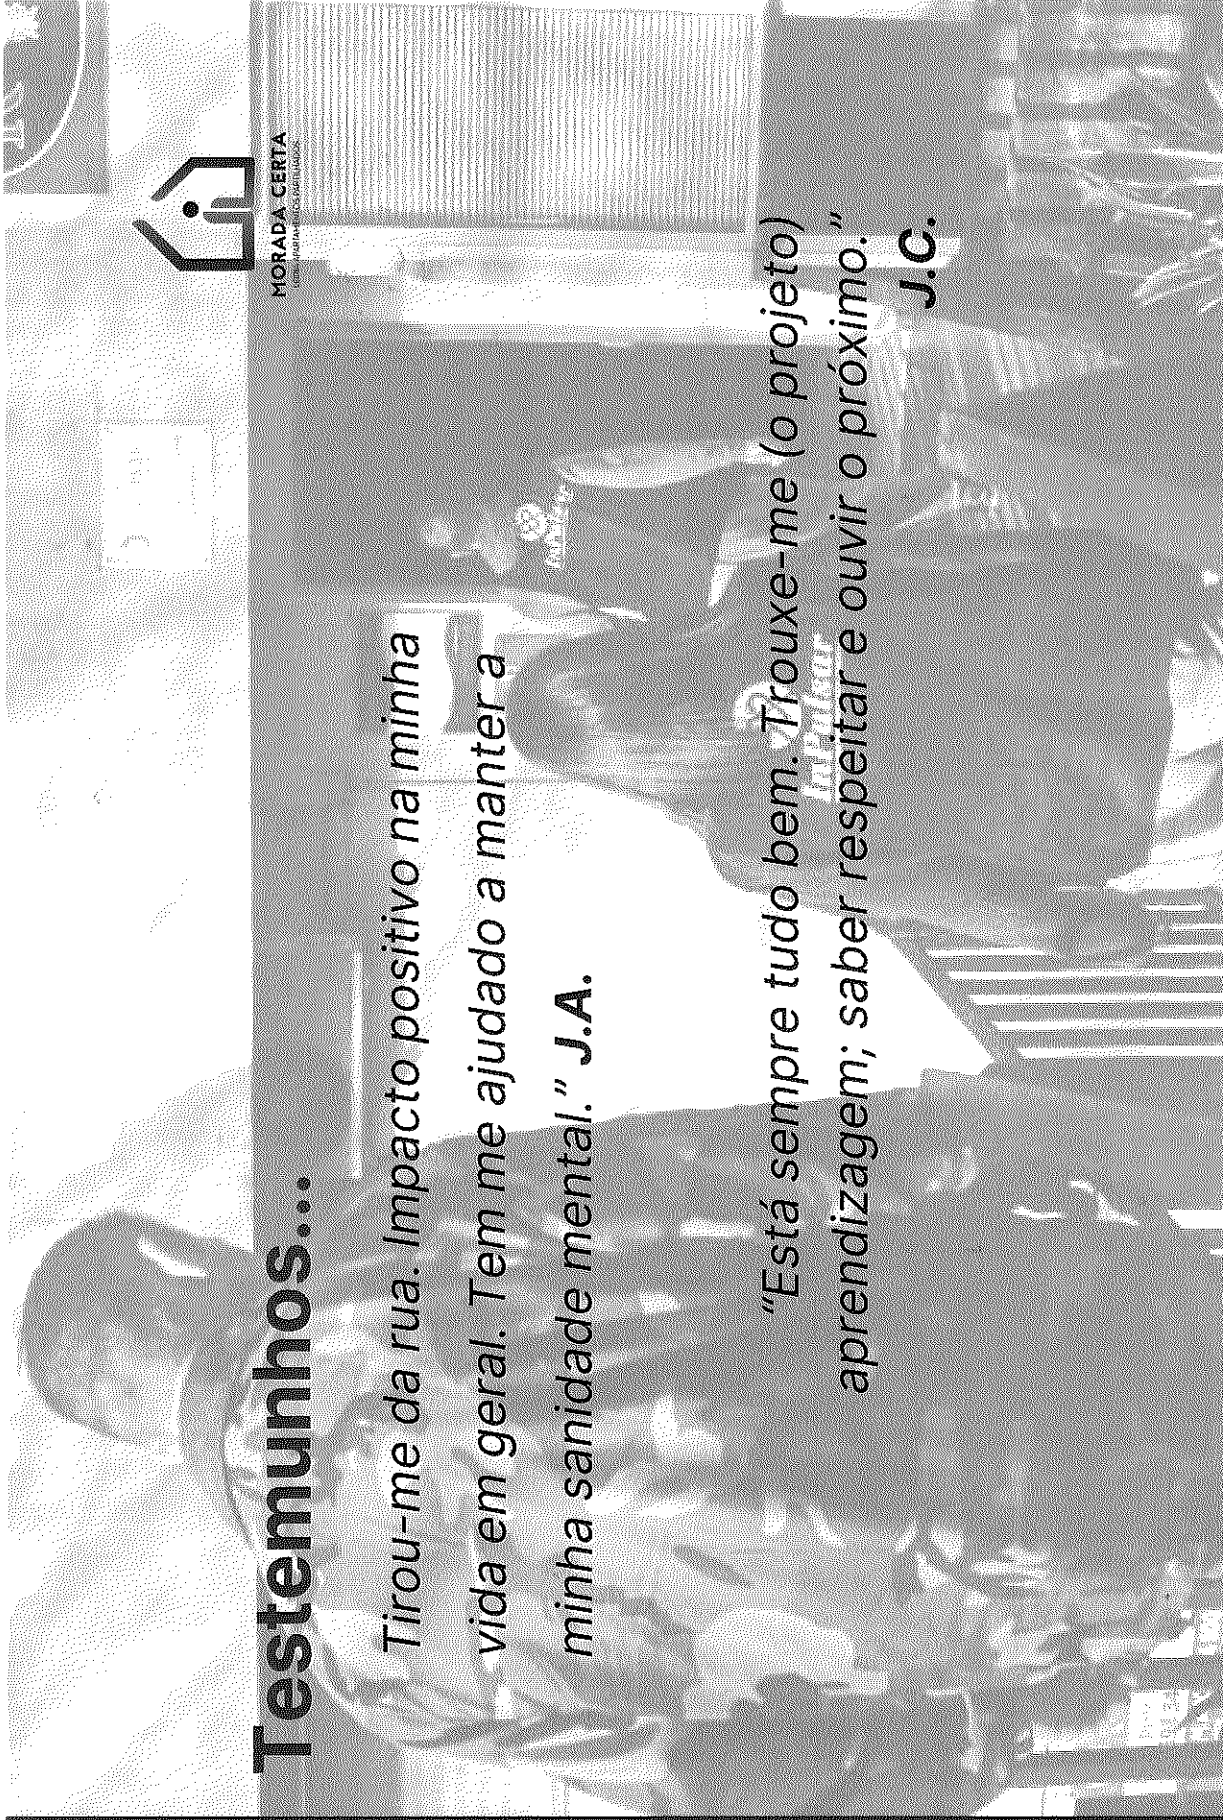 MORADA CERTA
Testemunhos...
Tirou-me da rua. Impacto positivo na minha
vida em geral. Tem me ajudado a manter a
minha sanidade mental.” J.A.
“Está sempre tudo bem. Trouxe-me (o projeto)
aprendizagem; saber respeitar e ouvir o próximo.”
J.C.